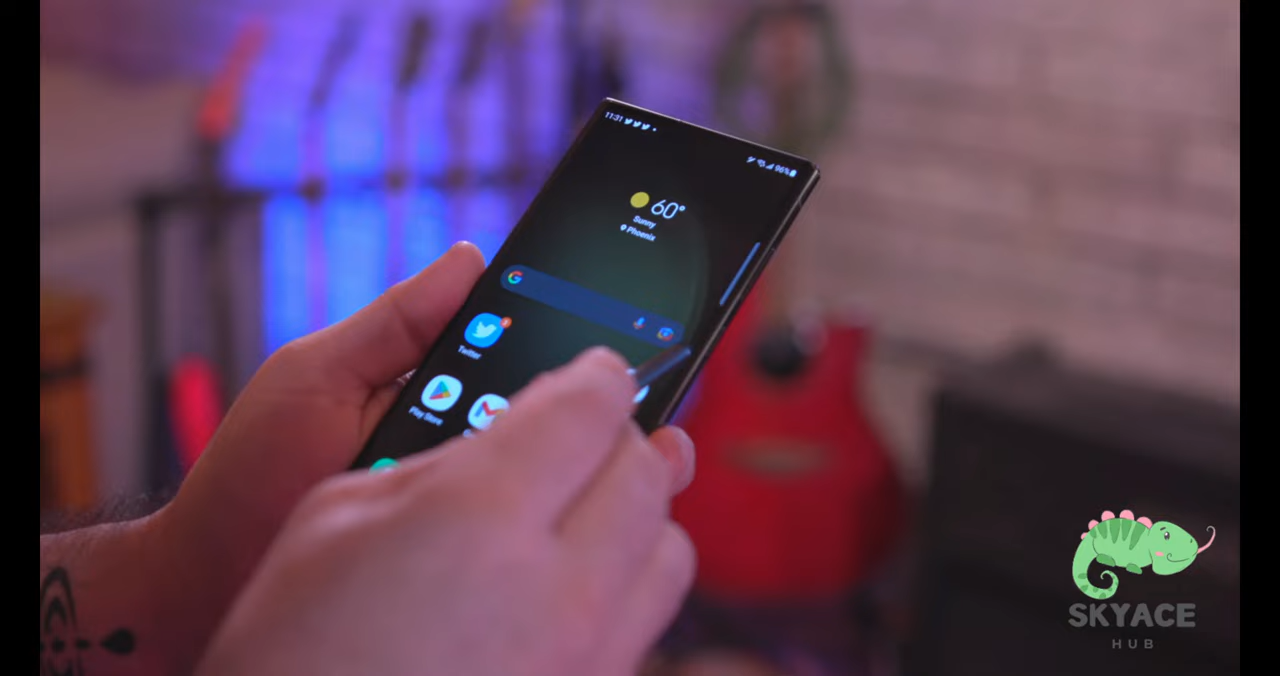 11:31
96%
60°
Sunny
Phoenix
Twitter
Play Store
SKYACE
HUB